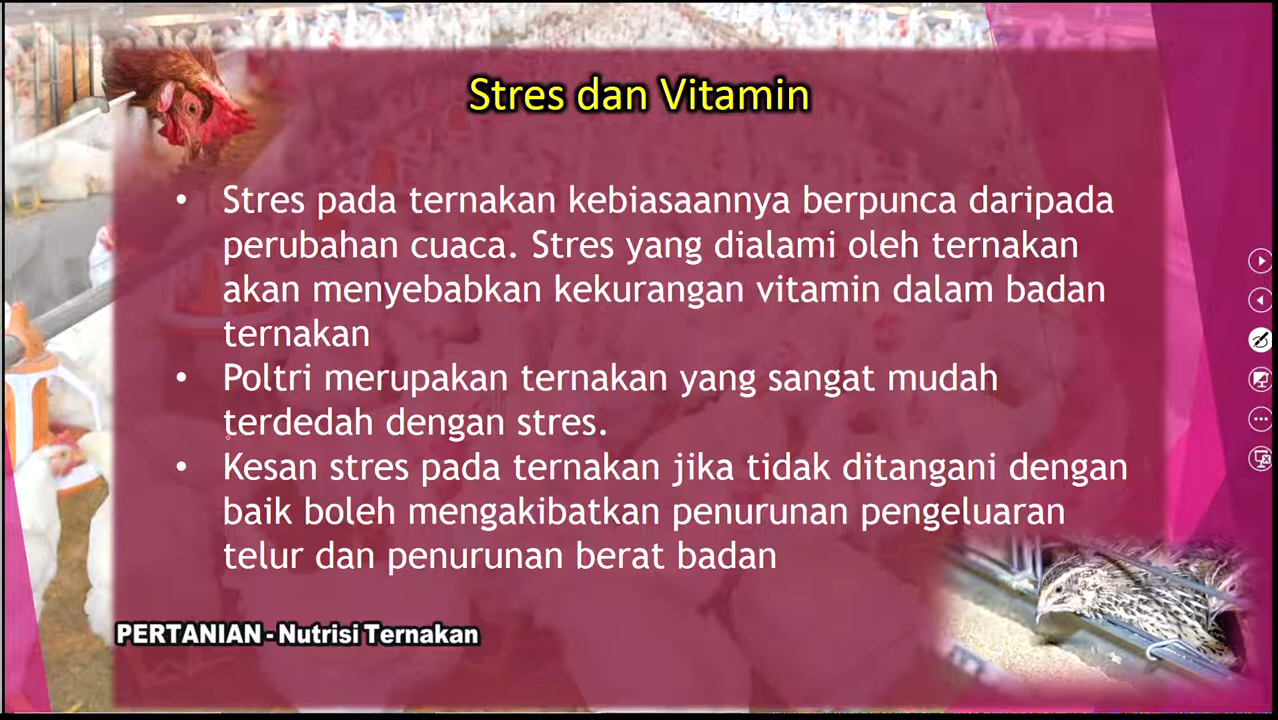 Stres dan Vitamin
• Stres pada ternakan kebiasaannya berpunca daripada
perubahan cuaca. Stres yang dialami oleh ternakan
akan menyebabkan kekurangan vitamin dalam badan
ternakan
• Poltri merupakan ternakan yang sangat mudah
terdedah dengan stres.
• Kesan stres pada ternakan jika tidak ditangani dengan
baik boleh mengakibatkan penurunan pengeluaran
telur dan penurunan berat badan
PERTANIAN - Nutrisi Ternakan